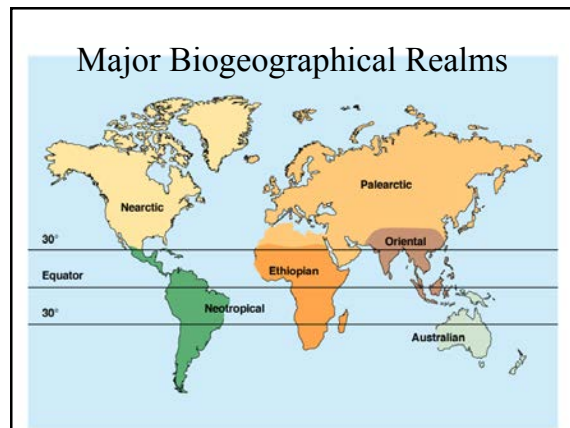 Major Biogeographical Realms
Palearctic
Nearctic
30°
Oriental
Equator
Ethiopian
Neotropical
30°
Australian